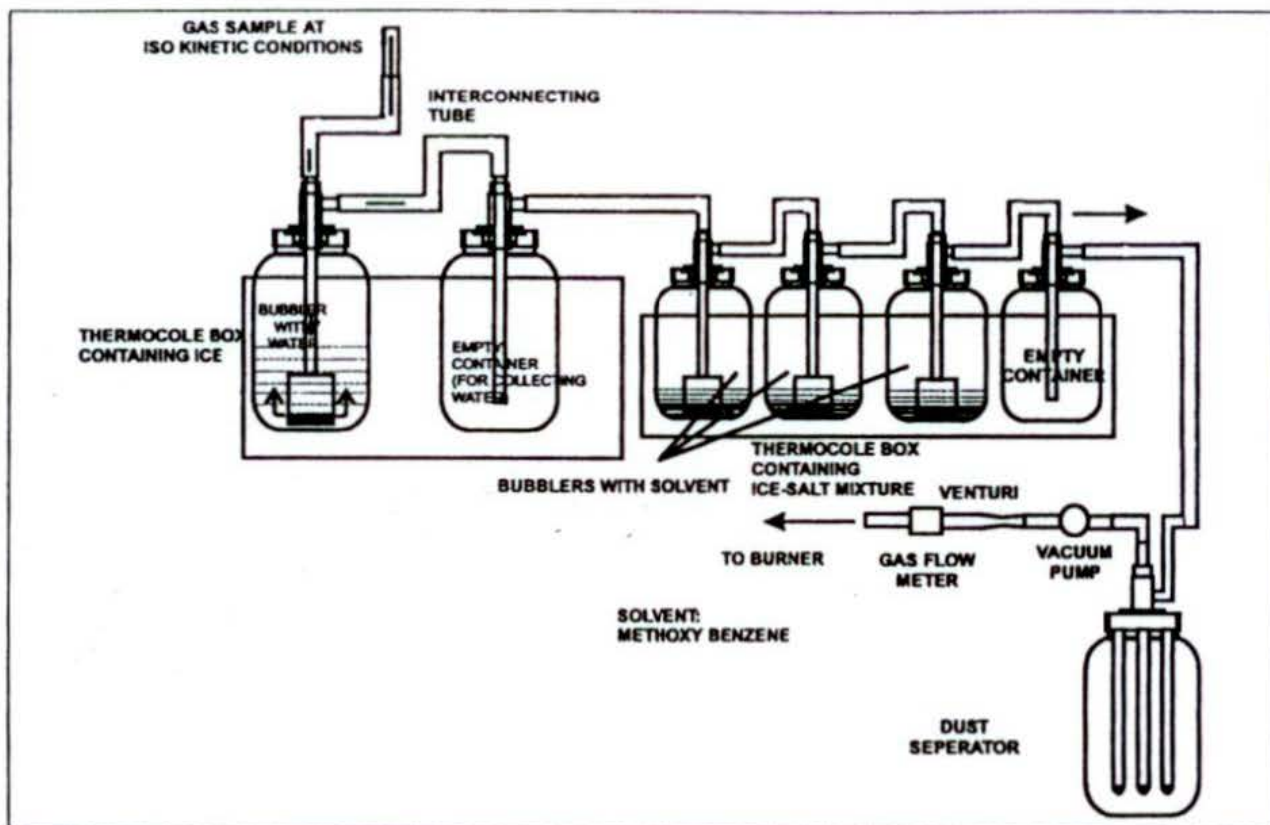 GAS SAMPLE AT
ISO KINETIC CONDITIONS
INTERCONNECTING
TUBE
THERMOCOLE BOX
CONTAINING ICE
BUBBLER
WITH
WATER
EMPTY
CONTAINER
(FOR COLLECTING
WATER)
EMPTY
CONTAINER
BUBBLERS WITH SOLVENT
THERMOCOLE BOX
CONTAINING
ICE-SALT MIXTURE
VENTURI
TO BURNER
GAS FLOW
METER
VACUUM
PUMP
SOLVENT:
METHOXY BENZENE
DUST
SEPERATOR